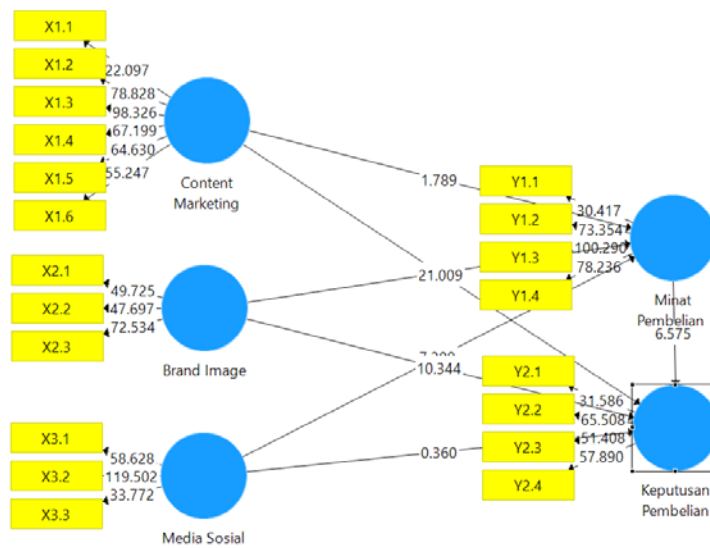 X1.1
X1.2
X1.3
X1.4
X1.5
X1.6
22.097
78.828
98.326
67.199
64.630
55.247
Content
Marketing
X2.1
X2.2
X2.3
49.725
47.697
72.534
Brand Image
X3.1
X3.2
X3.3
58.628
119.502
33.772
Media Sosial
1.789
21.009
10.344
0.360
Y1.1
Y1.2
Y1.3
Y1.4
30.417
73.354
100.290
78.236
Minat
Pembelian
6.575
Y2.1
Y2.2
Y2.3
Y2.4
31.586
65.508
51.408
57.890
Keputusan
Pembelian